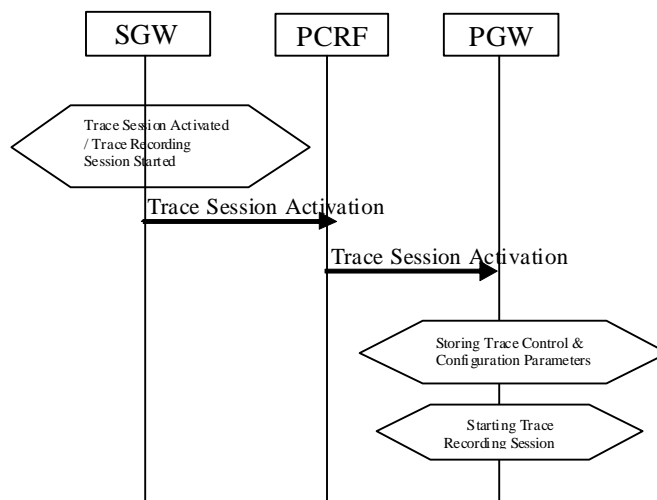 SGW
PCRF
PGW
Trace Session Activated
/ Trace Recording
Session Started
Trace Session Activation
Trace Session Activation
Storing Trace Control &
Configuration Parameters
Starting Trace
Recording Session